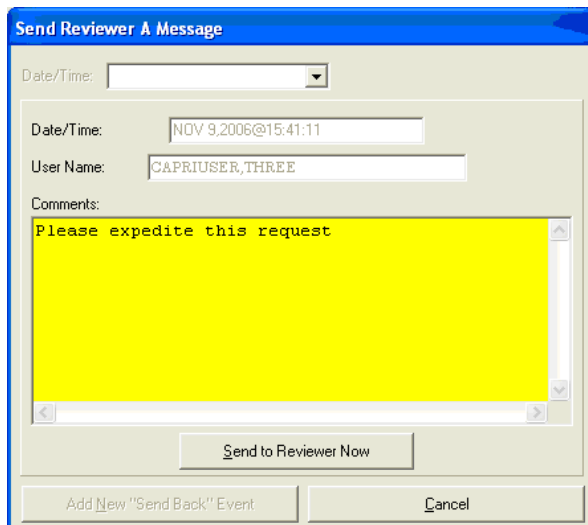 Send Reviewer A Message
Date/Time:
Date/Time: NOV 9,2006@15:41:11
User Name: CAPRIUSER,THREE
Comments:
Please expedite this request
Send to Reviewer Now
Add New "Send Back" Event Cancel